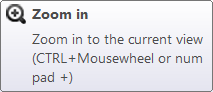 Zoom in
Zoom in to the current view
(CTRL+Mousewheel or num
pad +)